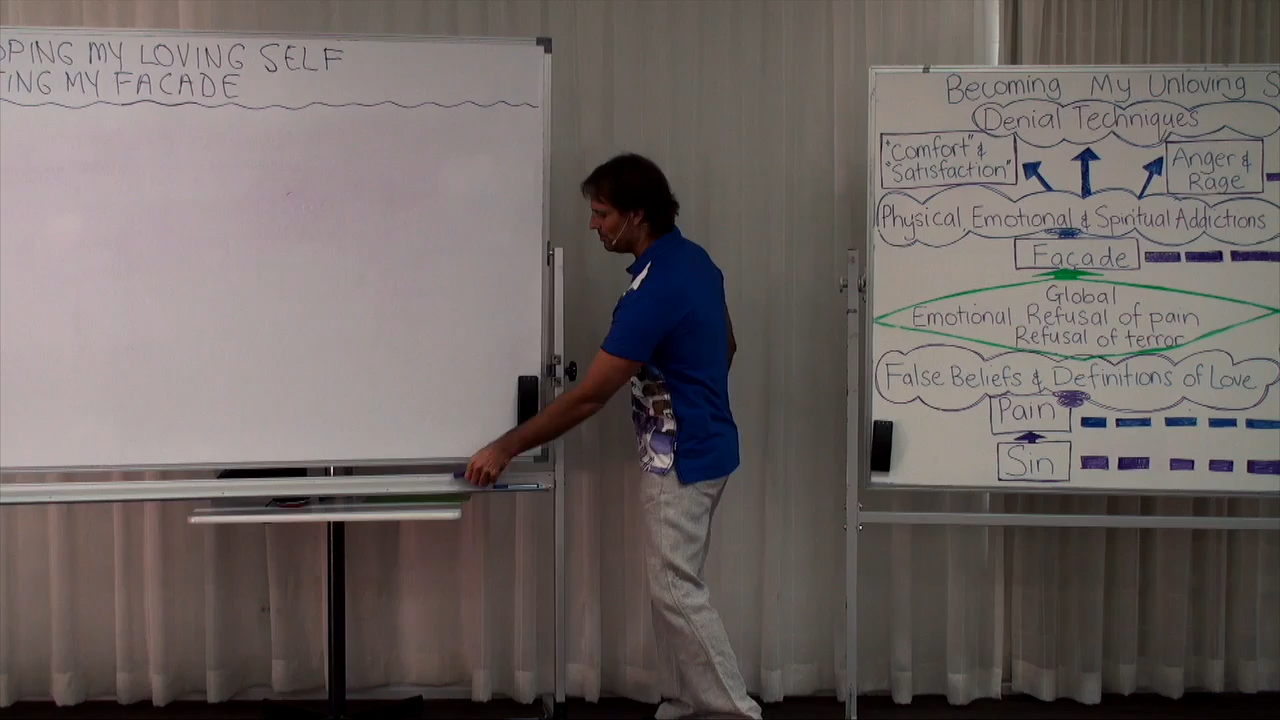 OPING MY LOVING SELF
TING MY FACADE
Becoming My Unloving S
Denial Techniques
"Comfort" &
"Satisfaction"
Anger &
Rage
Physical, Emotional & Spiritual Addictions
Façade
Global
Emotional Refusal of pain
Refusal of terror
False Beliefs & Definitions of Love
Pain
Sin